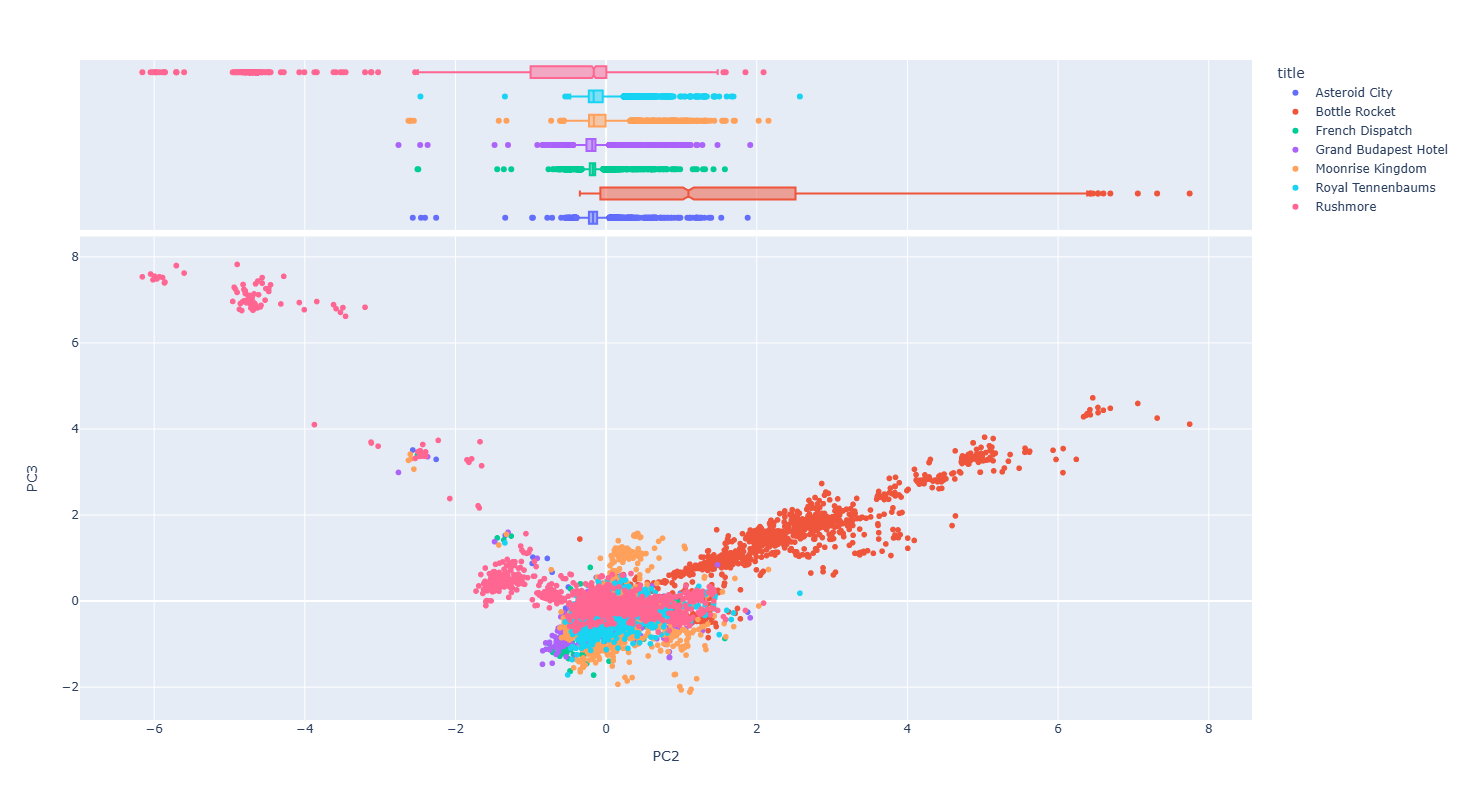 title
Asteroid City
Bottle Rocket
French Dispatch
Grand Budapest Hotel
Moonrise Kingdom
Royal Tennenbaums
Rushmore
8
6
4
2
0
−2
PC3
−6 −4 −2 0 2 4 6 8
PC2